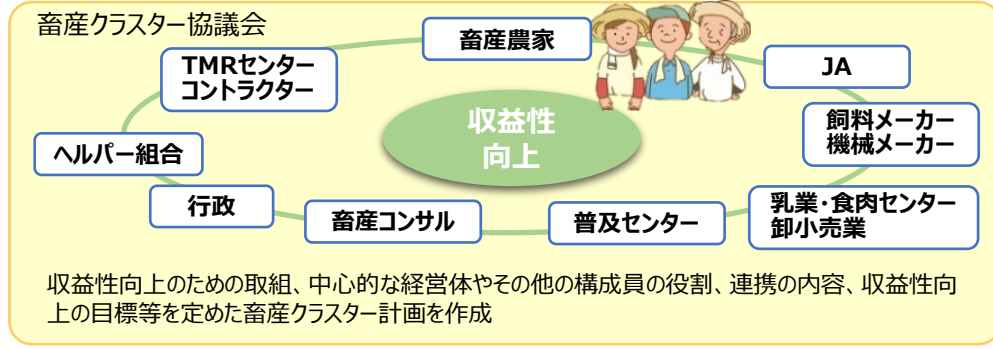 畜産クラスター協議会
畜産農家
TMRセンター
コントラクター
JA
収益性
向上
飼料メーカー
機械メーカー
ヘルパー組合
行政
畜産コンサル
普及センター
乳業・食肉センター
卸小売業
収益性向上のための取組、中心的な経営体やその他の構成員の役割、連携の内容、収益性向
上の目標等を定めた畜産クラスター計画を作成